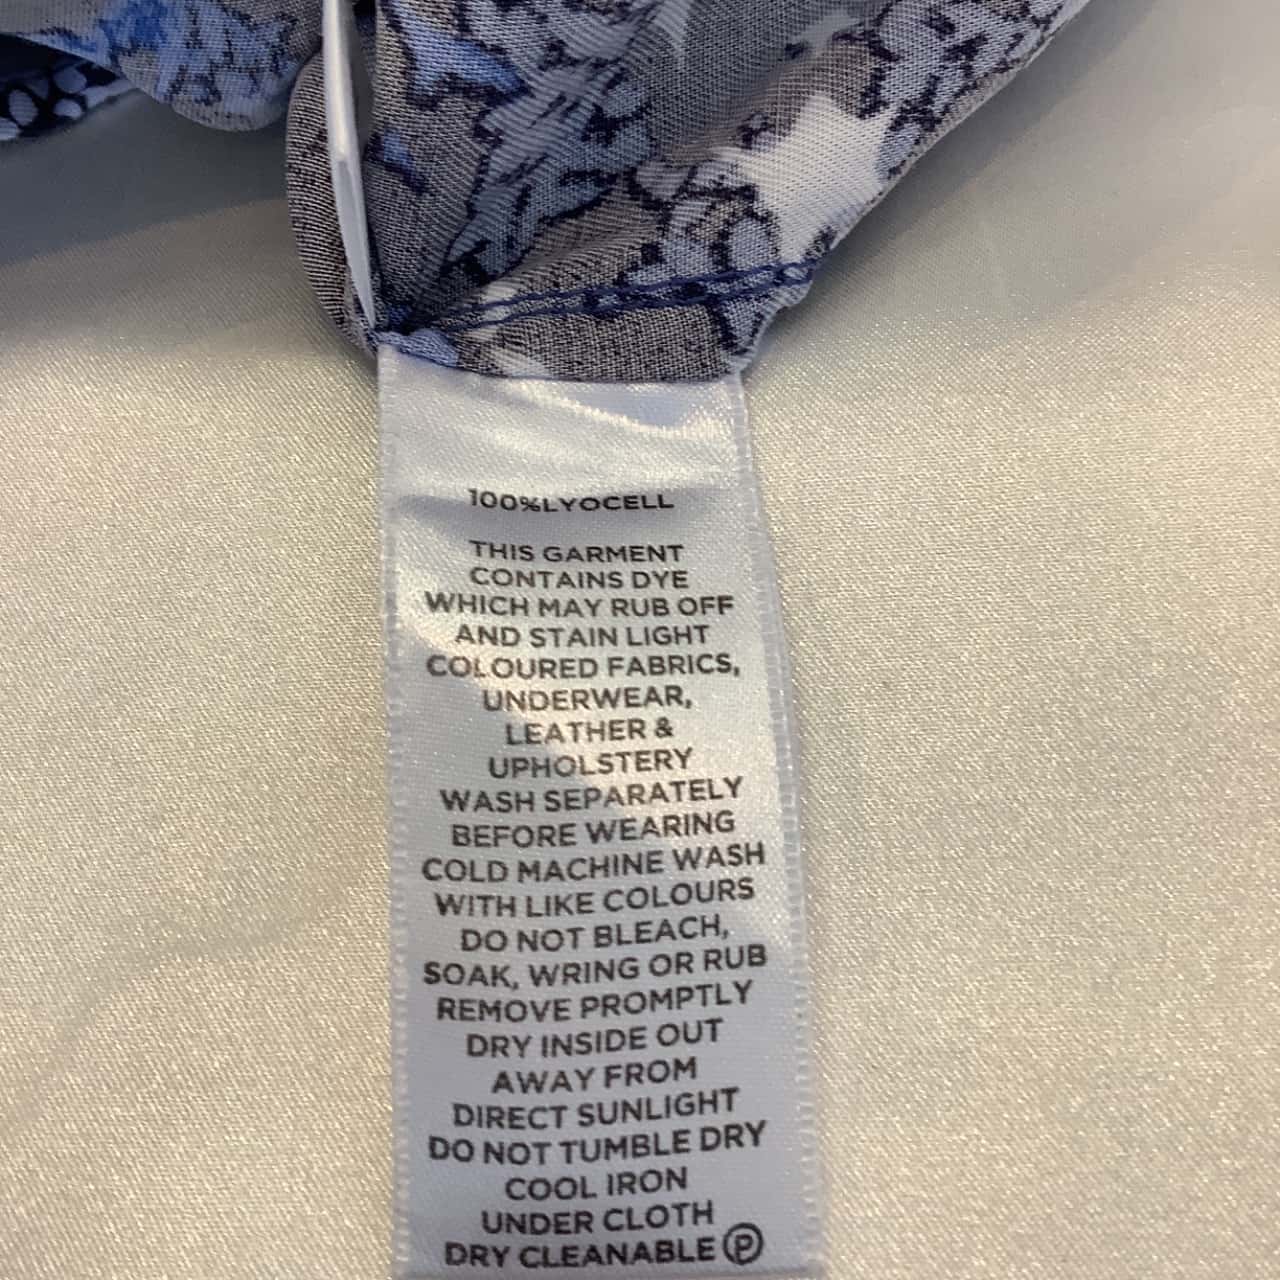 100%LYOCELL
THIS GARMENT
CONTAINS DYE
WHICH MAY RUB OFF
AND STAIN LIGHT
COLOURED FABRICS,
UNDERWEAR,
LEATHER &
UPHOLSTERY
WASH SEPARATELY
BEFORE WEARING
COLD MACHINE WASH
WITH LIKE COLOURS
DO NOT BLEACH,
SOAK, WRING OR RUB
REMOVE PROMPTLY
DRY INSIDE OUT
AWAY FROM
DIRECT SUNLIGHT
DO NOT TUMBLE DRY
COOL IRON
UNDER CLOTH
DRY CLEANABLE Ⓟ